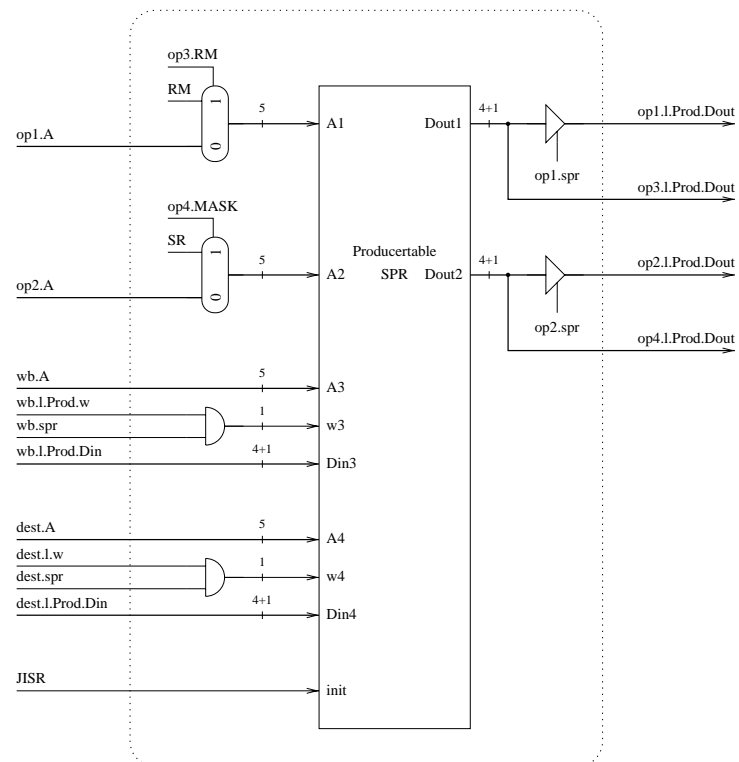 op3.RM
RM
1
0
op1.A
5
A1
Dout1
4+1
op1.spr
op1.l.Prod.Dout
op3.l.Prod.Dout
op4.MASK
SR
1
0
op2.A
5
A2
Producertable
SPR
Dout2
4+1
op2.spr
op2.l.Prod.Dout
op4.l.Prod.Dout
wb.A
5
A3
wb.l.Prod.w
wb.spr
1
w3
wb.l.Prod.Din
4+1
Din3
dest.A
5
A4
dest.l.w
dest.spr
1
w4
dest.l.Prod.Din
4+1
Din4
JISR
init